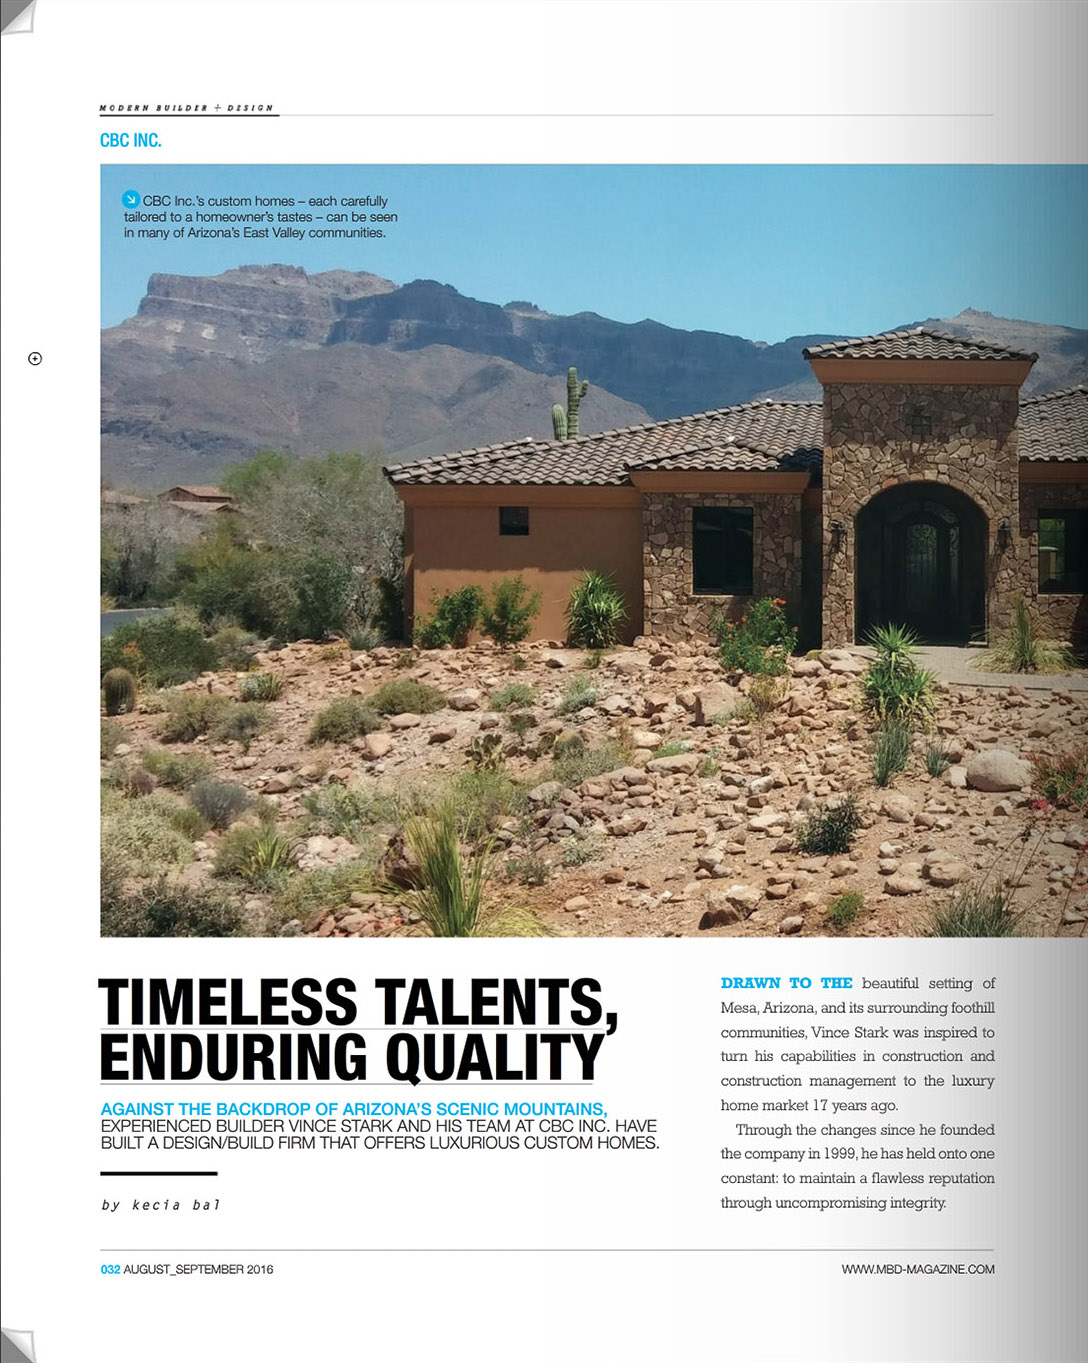 MODERN BUILDER + DESIGN
CBC INC.
CBC Inc.'s custom homes – each carefully
tailored to a homeowner's tastes – can be seen
in many of Arizona's East Valley communities.
TIMELESS TALENTS,
ENDURING QUALITY
AGAINST THE BACKDROP OF ARIZONA'S SCENIC MOUNTAINS,
EXPERIENCED BUILDER VINCE STARK AND HIS TEAM AT CBC INC. HAVE
BUILT A DESIGN/BUILD FIRM THAT OFFERS LUXURIOUS CUSTOM HOMES.
by kecia bal
DRAWN TO THE beautiful setting of
Mesa, Arizona, and its surrounding foothill
communities, Vince Stark was inspired to
turn his capabilities in construction and
construction management to the luxury
home market 17 years ago.
Through the changes since he founded
the company in 1999, he has held onto one
constant: to maintain a flawless reputation
through uncompromising integrity.
032 AUGUST_SEPTEMBER 2016
WWW.MBD-MAGAZINE.COM